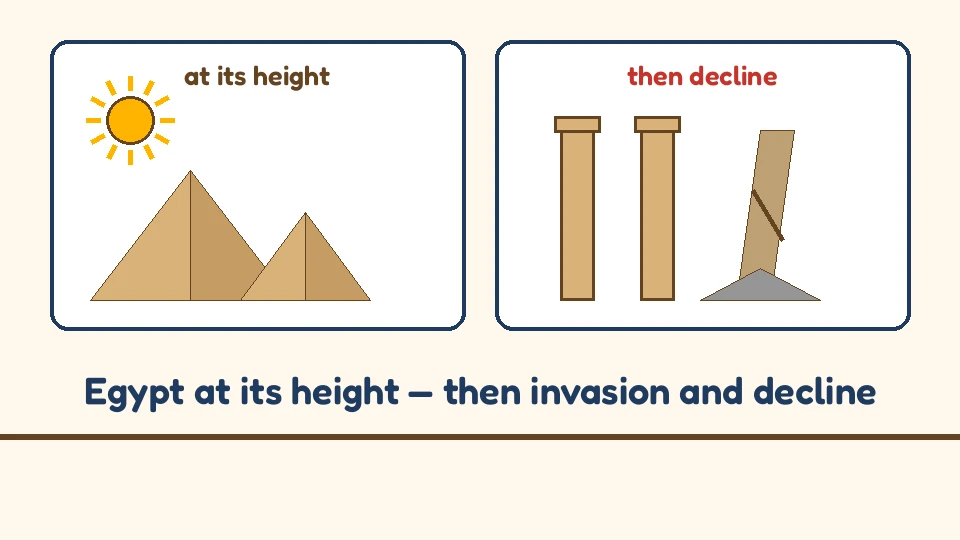 at its height
then decline
Egypt at its height — then invasion and decline